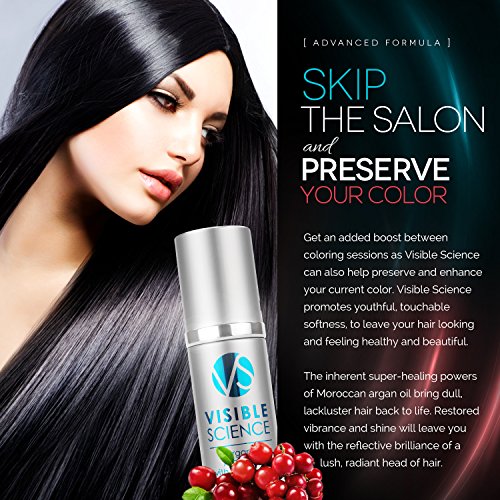 [ ADVANCED FORMULA ]
SKIP
THE SALON
and
PRESERVE
YOUR COLOR
Get an added boost between
coloring sessions as Visible Science
can also help preserve and enhance
your current color. Visible Science
promotes youthful, touchable
softness, to leave your hair looking
and feeling healthy and beautiful.
The inherent super-healing powers
of Moroccan argan oil bring dull,
lackluster hair back to life. Restored
vibrance and shine will leave you
with the reflective brilliance of a
lush, radiant head of hair.
VS
VISIBLE
SCIENCE